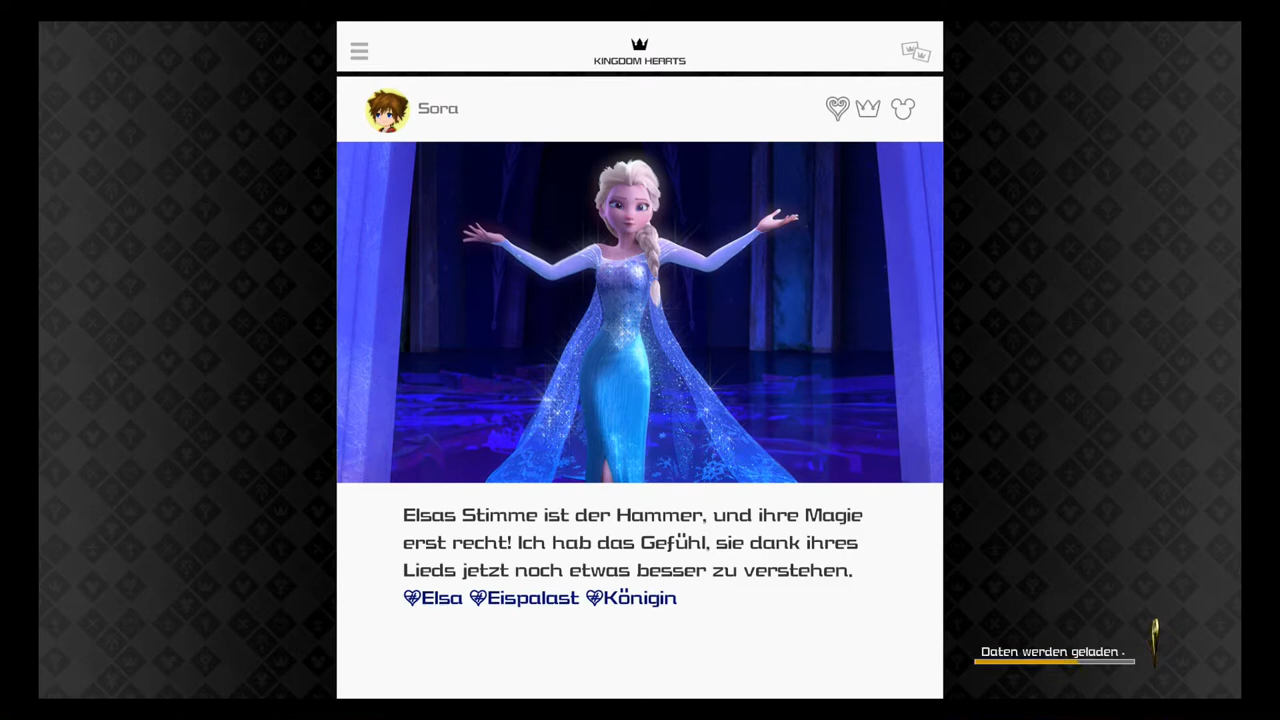 KINGDOM HEARTS
Sora
Elsas Stimme ist der Hammer, und ihre Magie
erst recht! Ich hab das Gefühl, sie dank ihres
Lieds jetzt noch etwas besser zu verstehen.
Elsa Eispalast Königin
Daten werden geladen .